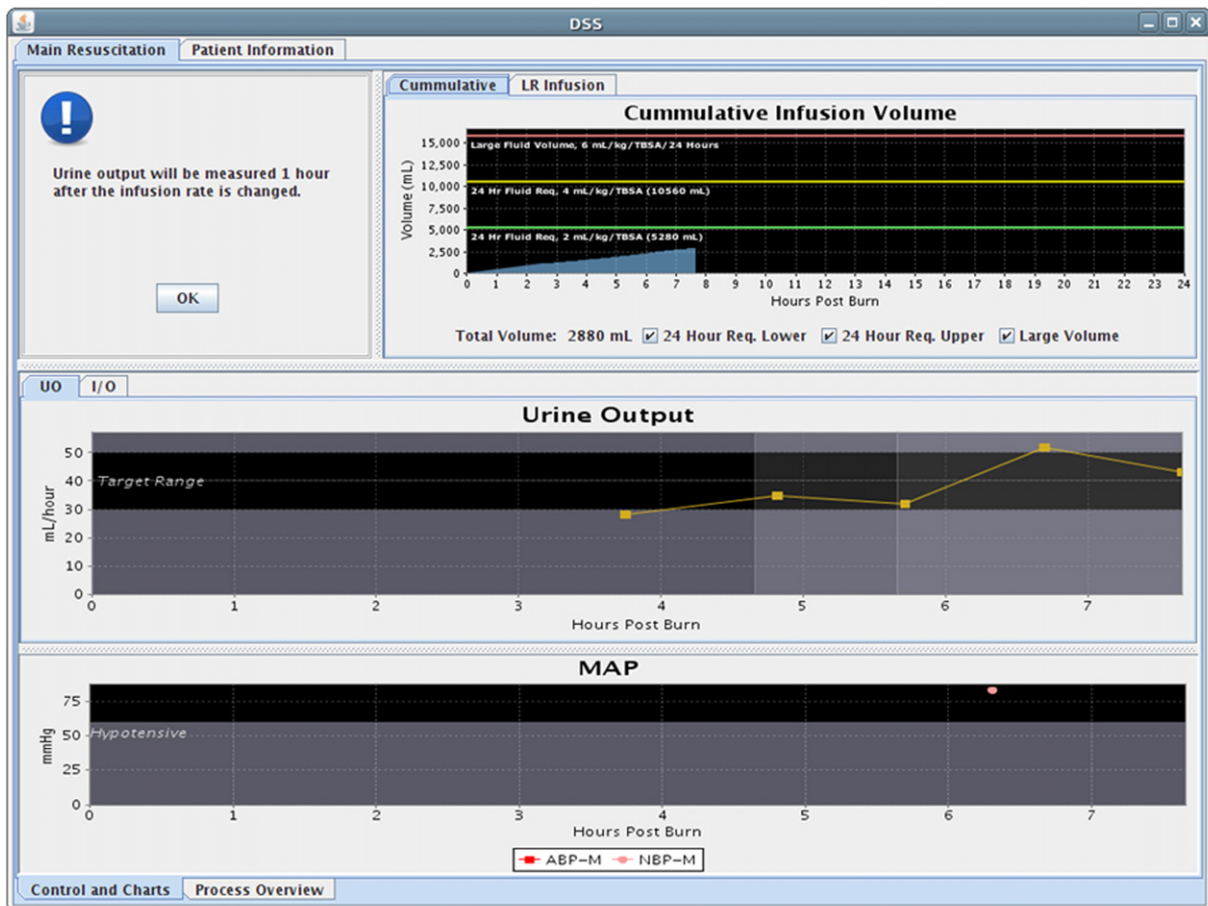 DSS
Main Resuscitation Patient Information
!
Urine output will be measured 1 hour
after the infusion rate is changed.
OK
Cummulative LR Infusion
Cummulative Infusion Volume
Volume (mL)
15,000
12,500
10,000
7,500
5,000
2,500
0
Large Fluid Volume, 6 mL/kg/TBSA/24 Hours
24 Hr Fluid Req, 4 mL/kg/TBSA (10560 mL)
24 Hr Fluid Req, 2 mL/kg/TBSA (5280 mL)
0 1 2 3 4 5 6 7 8 9 10 11 12 13 14 15 16 17 18 19 20 21 22 23 24
Hours Post Burn
Total Volume: 2880 mL 24 Hour Req. Lower 24 Hour Req. Upper Large Volume
UO I/O
Urine Output
mL/hour
50
40
30
20
10
0
Target Range
0 1 2 3 4 5 6 7
Hours Post Burn
MAP
mmHg
75
50
25
0
Hypotensive
0 1 2 3 4 5 6 7
Hours Post Burn
ABP-M NBP-M
Control and Charts Process Overview